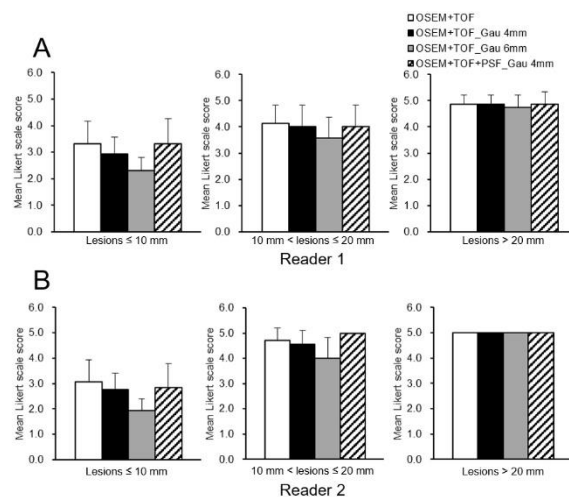 OSEM+TOF
OSEM+TOF_Gau 4mm
OSEM+TOF_Gau 6mm
OSEM+TOF+PSF_Gau 4mm
A
Mean Likert scale score
6.0
5.0
4.0
3.0
2.0
1.0
0.0
Lesions ≤ 10 mm
Mean Likert scale score
6.0
5.0
4.0
3.0
2.0
1.0
0.0
10 mm < lesions ≤ 20 mm
Mean Likert scale score
6.0
5.0
4.0
3.0
2.0
1.0
0.0
Lesions > 20 mm
Reader 1
B
Mean Likert scale score
6.0
5.0
4.0
3.0
2.0
1.0
0.0
Lesions ≤ 10 mm
Mean Likert scale score
6.0
5.0
4.0
3.0
2.0
1.0
0.0
10 mm < lesions ≤ 20 mm
Mean Likert scale score
6.0
5.0
4.0
3.0
2.0
1.0
0.0
Lesions > 20 mm
Reader 2